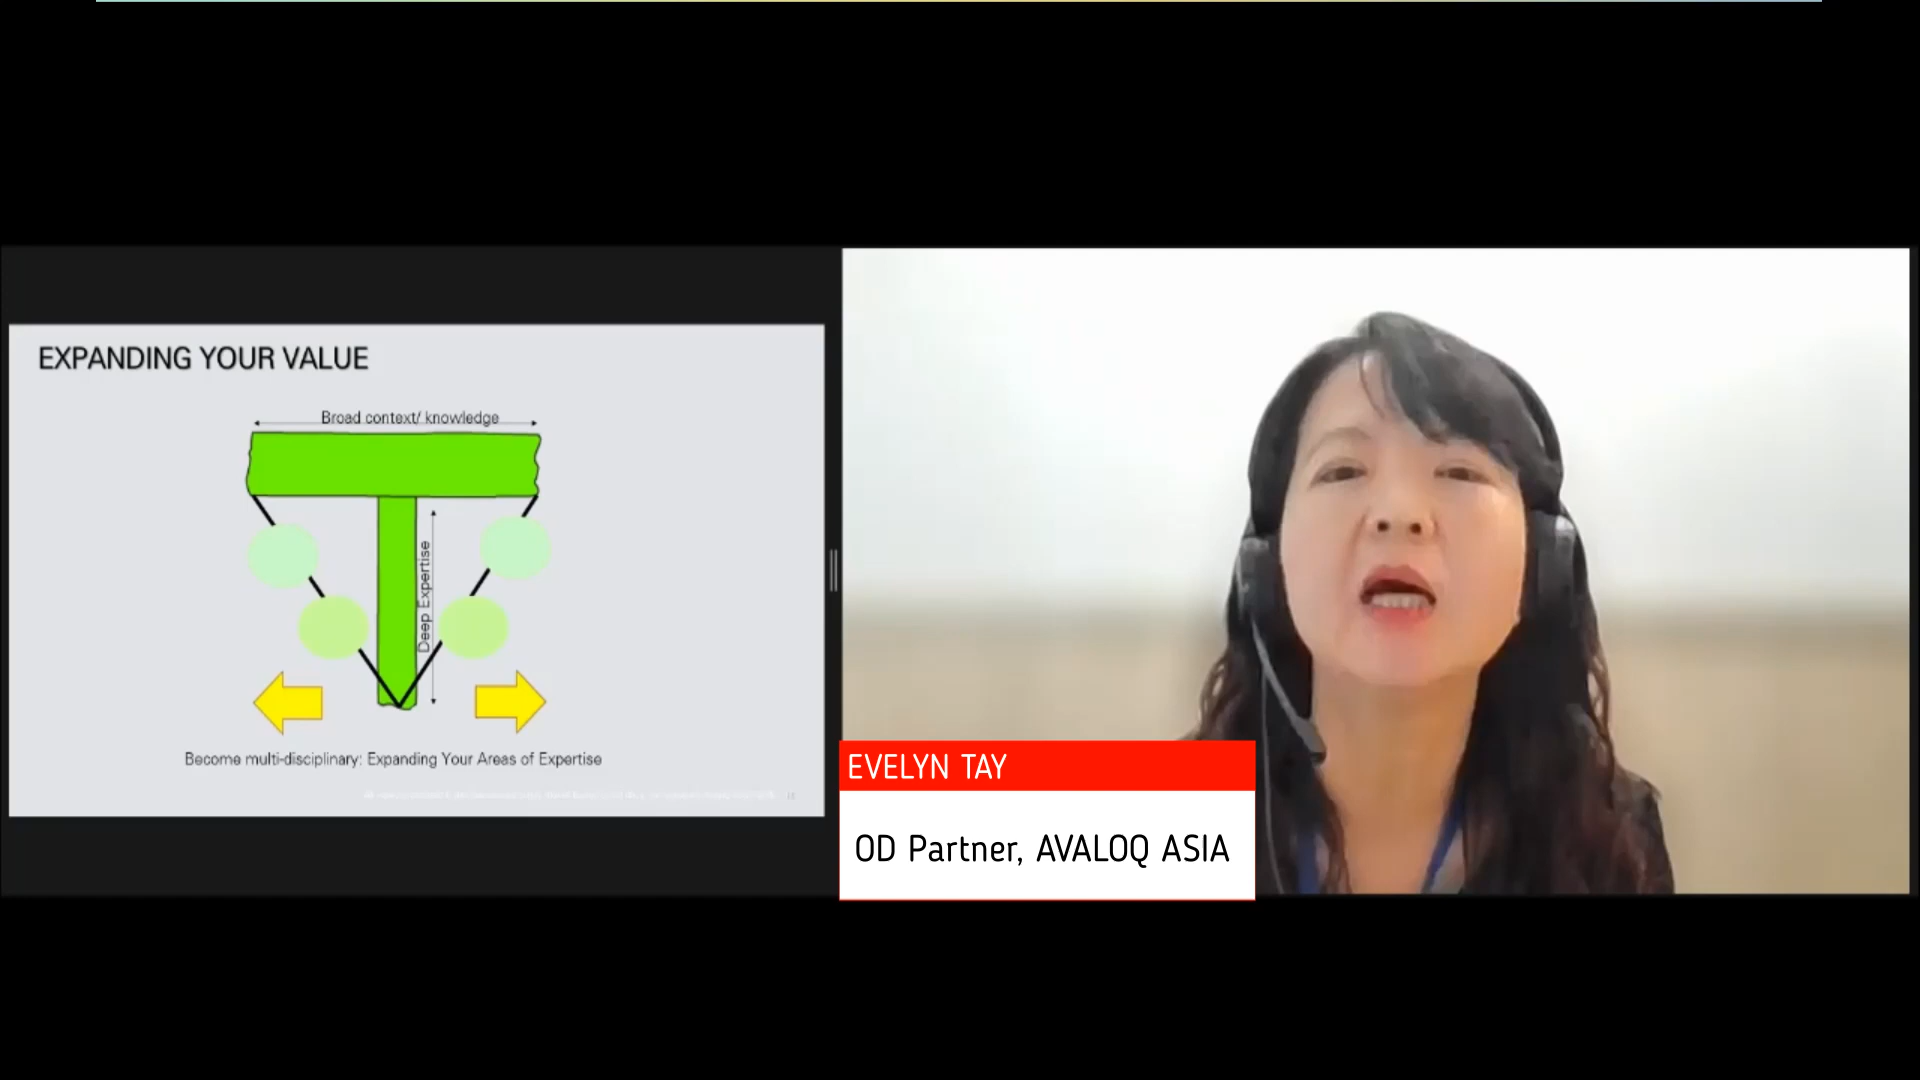 EXPANDING YOUR VALUE
Broad context/ knowledge
Deep Expertise
Become multi-disciplinary: Expanding Your Areas of Expertise
EVELYN TAY
OD Partner, AVALOQ ASIA